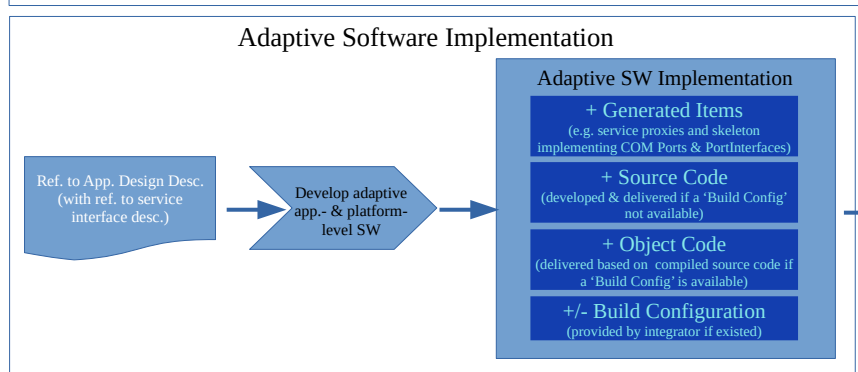 Adaptive Software Implementation
Ref. to App. Design Desc.
(with ref. to service
interface desc.)
Develop adaptive
app.- & platform-
level SW
Adaptive SW Implementation
+ Generated Items
(e.g. service proxies and skeleton
implementing COM Ports & PortInterfaces)
+ Source Code
(developed & delivered if a ‘Build Config’
not available)
+ Object Code
(delivered based on  compiled source code if
a ‘Build Config’ is available)
+/- Build Configuration
(provided by integrator if existed)